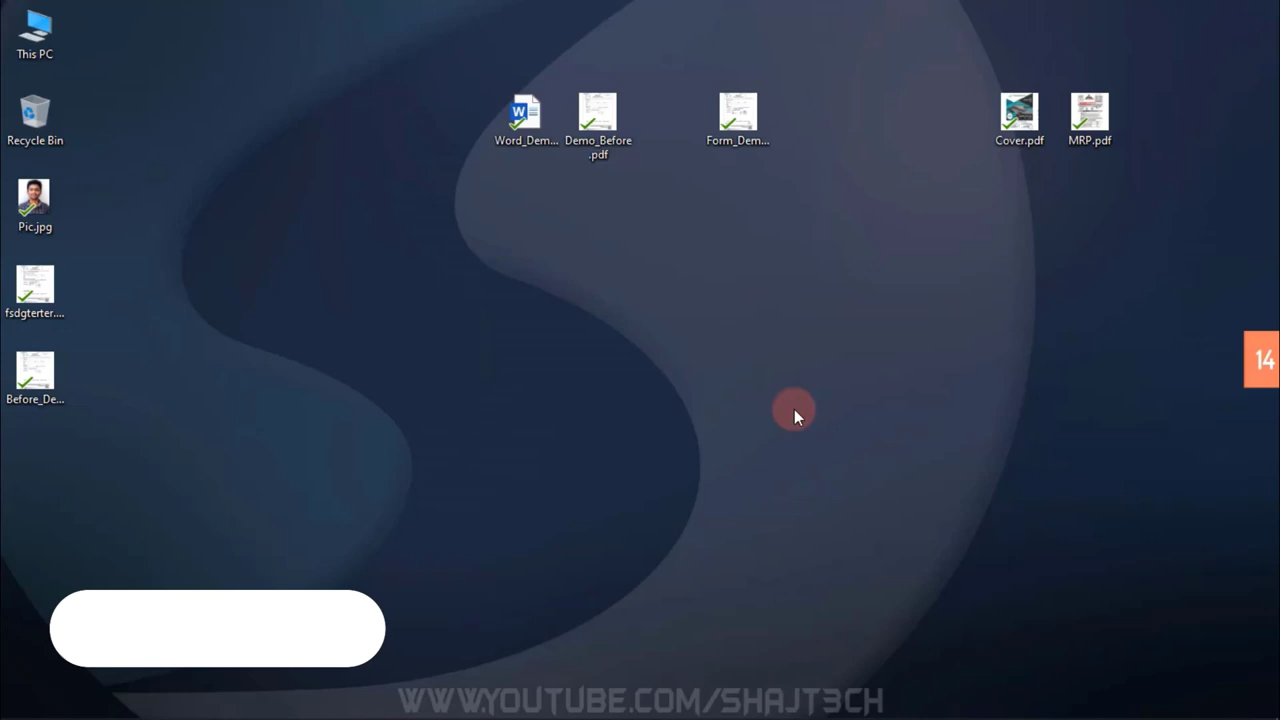 This PC
Recycle Bin
Pic.jpg
fsdgterter....
Before_De...
W
Word_Dem...
Demo_Before
.pdf
Form_Dem...
Cover.pdf
MRP.pdf
14
WWW.YOUTUBE.COM/SHAJT3CH